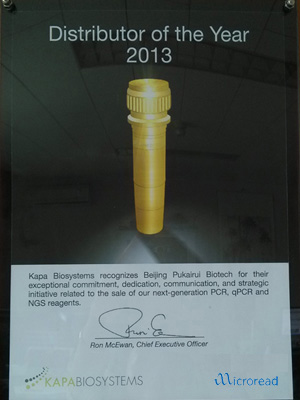 Distributor of the Year
2013
Kapa Biosystems recognizes Beijing Pukairui Biotech for their
exceptional commitment, dedication, communication, and strategic
initiative related to the sale of our next-generation PCR, qPCR and
NGS reagents.
Ron McEwan, Chief Executive Officer
KAPABIOSYSTEMS
Microread